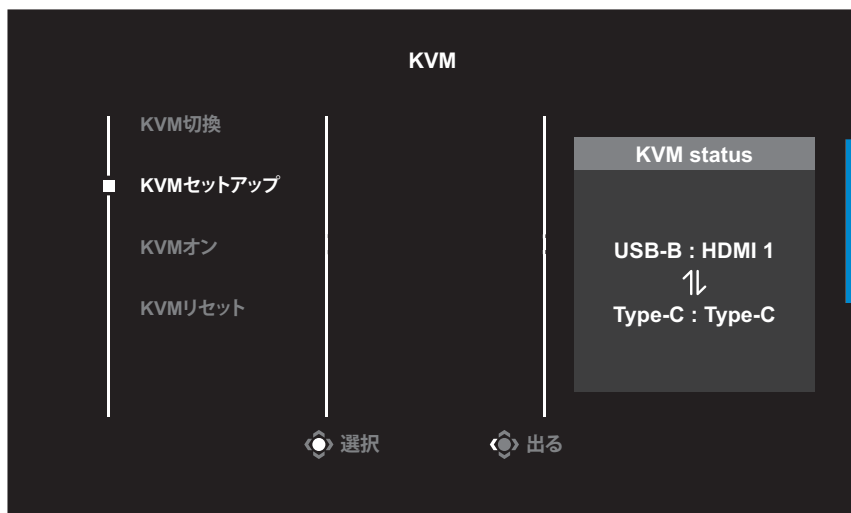 KVM
KVM切換
KVMセットアップ
KVMオン
KVMリセット
KVM status
USB-B : HDMI 1
Type-C : Type-C
選択
出る